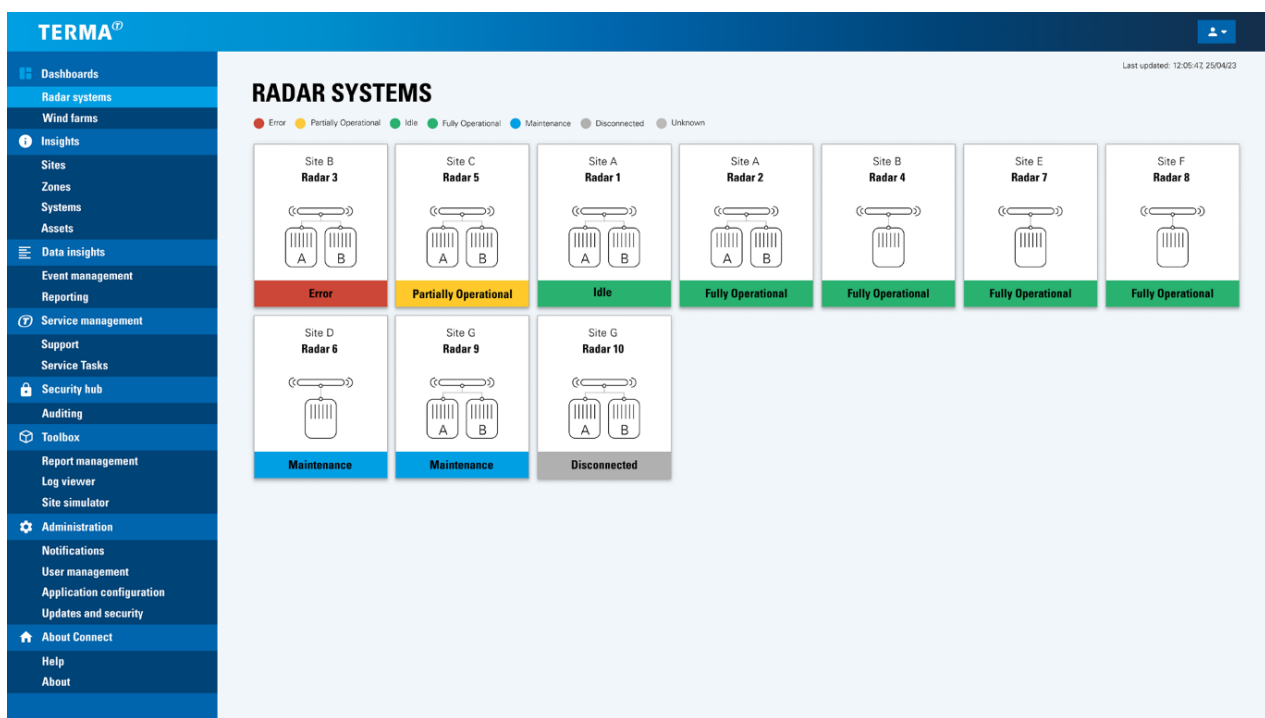 TERMA
Last updated: 12:05:47, 25/04/23
Dashboards
Radar systems
Wind farms
Insights
Sites
Zones
Systems
Assets
Data insights
Event management
Reporting
Service management
Support
Service Tasks
Security hub
Auditing
Toolbox
Report management
Log viewer
Site simulator
Administration
Notifications
User management
Application configuration
Updates and security
About Connect
Help
About
RADAR SYSTEMS
Error Partially Operational Idle Fully Operational Maintenance Disconnected Unknown
Site B
Radar 3
A B
Error
Site C
Radar 5
A B
Partially Operational
Site A
Radar 1
A B
Idle
Site A
Radar 2
A B
Fully Operational
Site B
Radar 4
Fully Operational
Site E
Radar 7
Fully Operational
Site F
Radar 8
Fully Operational
Site D
Radar 6
Maintenance
Site G
Radar 9
A B
Maintenance
Site G
Radar 10
A B
Disconnected